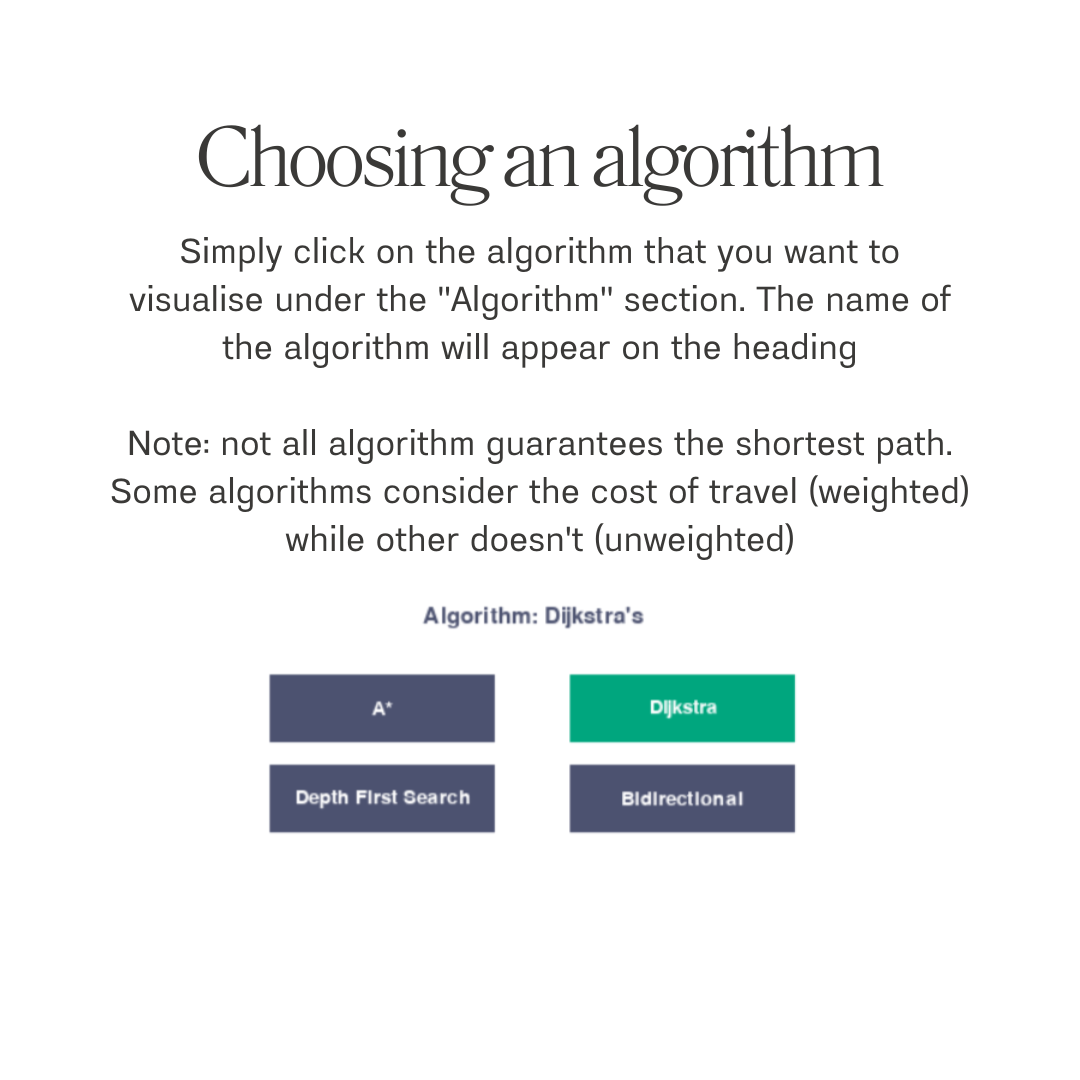 Choosing an algorithm
Simply click on the algorithm that you want to
visualise under the "Algorithm" section. The name of
the algorithm will appear on the heading
Note: not all algorithm guarantees the shortest path.
Some algorithms consider the cost of travel (weighted)
while other doesn't (unweighted)
Algorithm: Dijkstra's
A*
Dijkstra
Depth First Search
Bidirectional